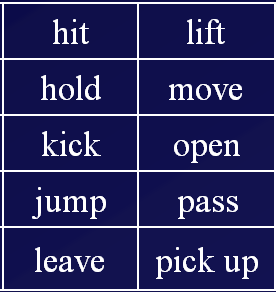 hit lift
hold move
kick open
jump pass
leave pick up